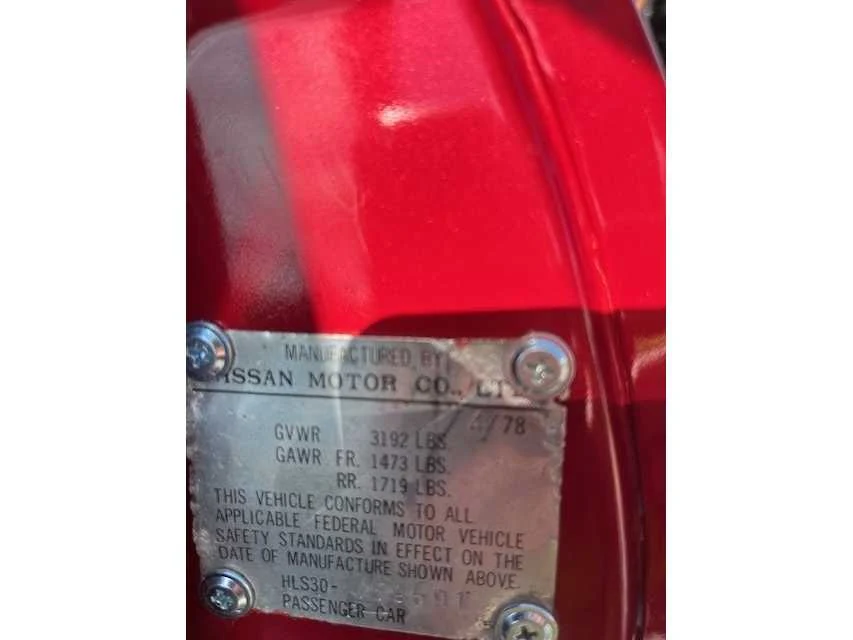 MANUFACTURED BY
NISSAN MOTOR CO., LTD.
/78
GVWR 3192 LBS.
GAWR FR. 1473 LBS.
RR. 1719 LBS.
THIS VEHICLE CONFORMS TO ALL
APPLICABLE FEDERAL MOTOR VEHICLE
SAFETY STANDARDS IN EFFECT ON THE
DATE OF MANUFACTURE SHOWN ABOVE.
HLS30-
PASSENGER CAR